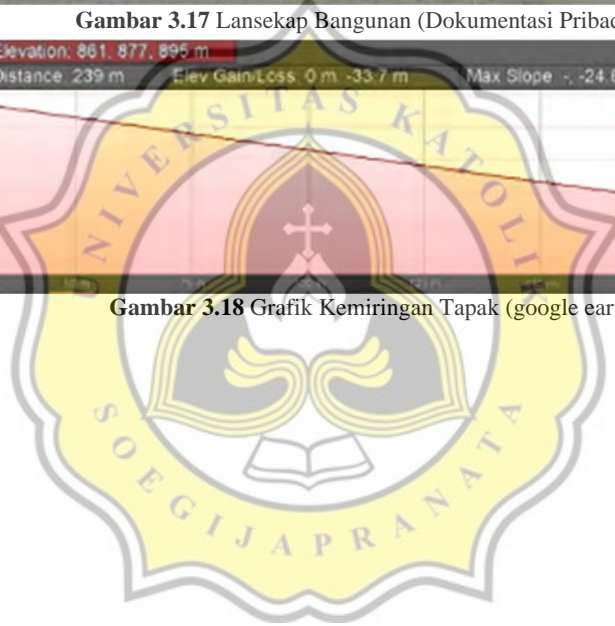 Gambar 3.17 Lansekap Bangunan (Dokumentasi Pribad
Elevation: 861, 877, 895 m
Distance: 239 m Elev Gain/Loss: 0 m, -33.7 m Max Slope: -, -24.6
Gambar 3.18 Grafik Kemiringan Tapak (google ear
UNIVERSITAS KATOLIK
SOEGIJAPRANATA